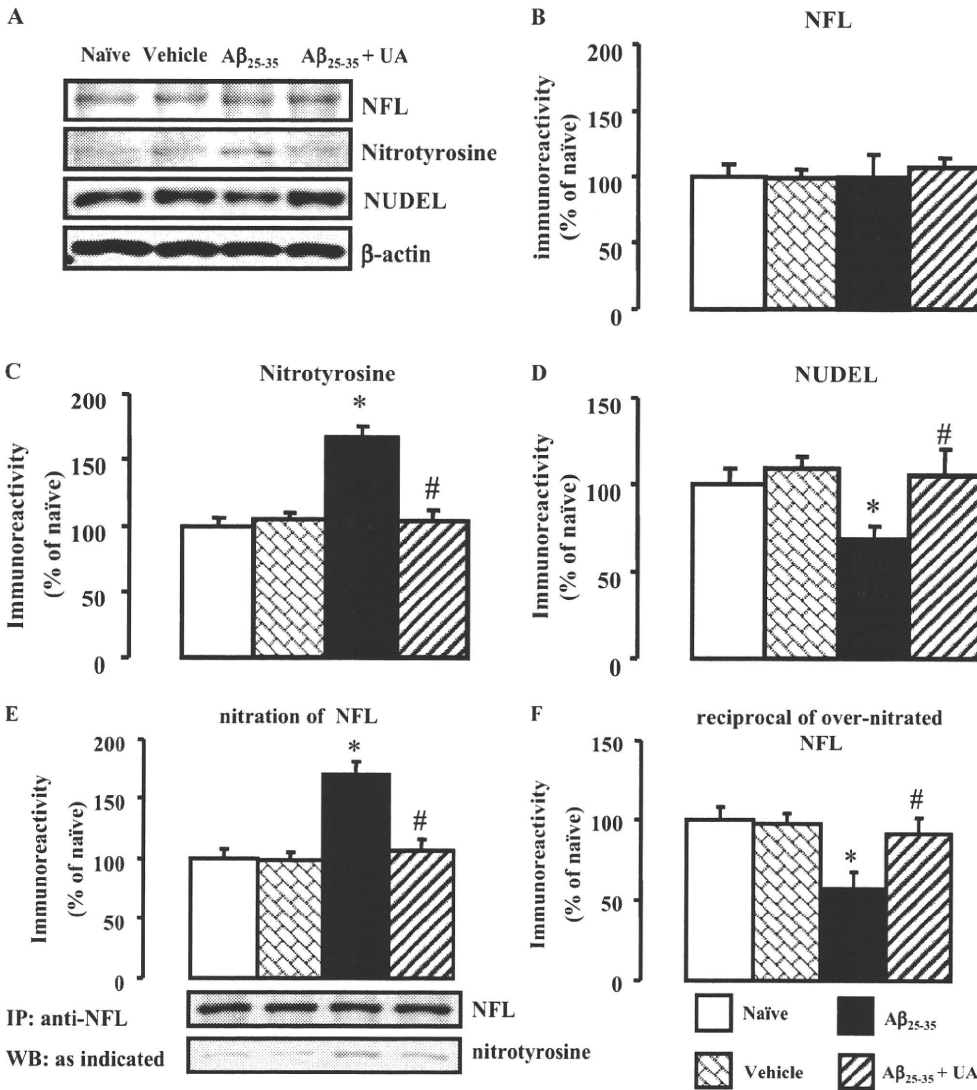 A
Naïve Vehicle Aβ25-35 Aβ25-35 + UA
NFL
Nitrotyrosine
NUDEL
β-actin
B
NFL
immunoreactivity
(% of naïve)
200
150
100
50
0
C
Nitrotyrosine
Immunoreactivity
(% of naïve)
200
150
100
50
0
*
#
D
NUDEL
Immunoreactivity
(% of naïve)
150
100
50
0
*
#
E
nitration of NFL
Immunoreactivity
(% of naïve)
200
150
100
50
0
*
#
IP: anti-NFL
NFL
WB: as indicated
nitrotyrosine
F
reciprocal of over-nitrated
NFL
Immunoreactivity
(% of naïve)
150
100
50
0
*
#
Naïve
Aβ25-35
Vehicle
Aβ25-35 + UA